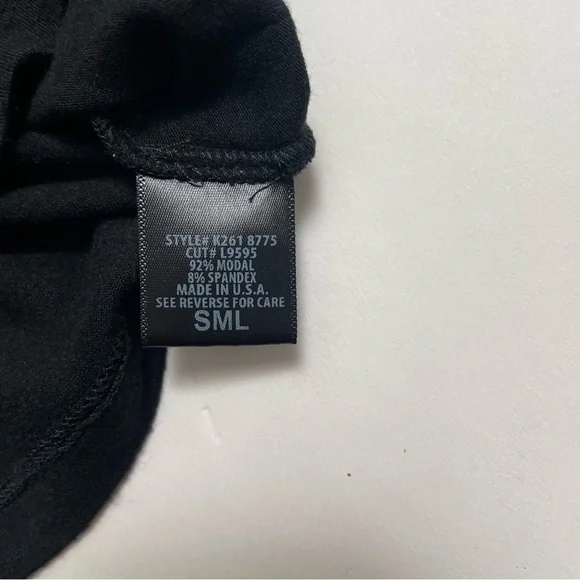 STYLE# K261 8775
CUT# L9595
92% MODAL
8% SPANDEX
MADE IN U.S.A.
SEE REVERSE FOR CARE
SML